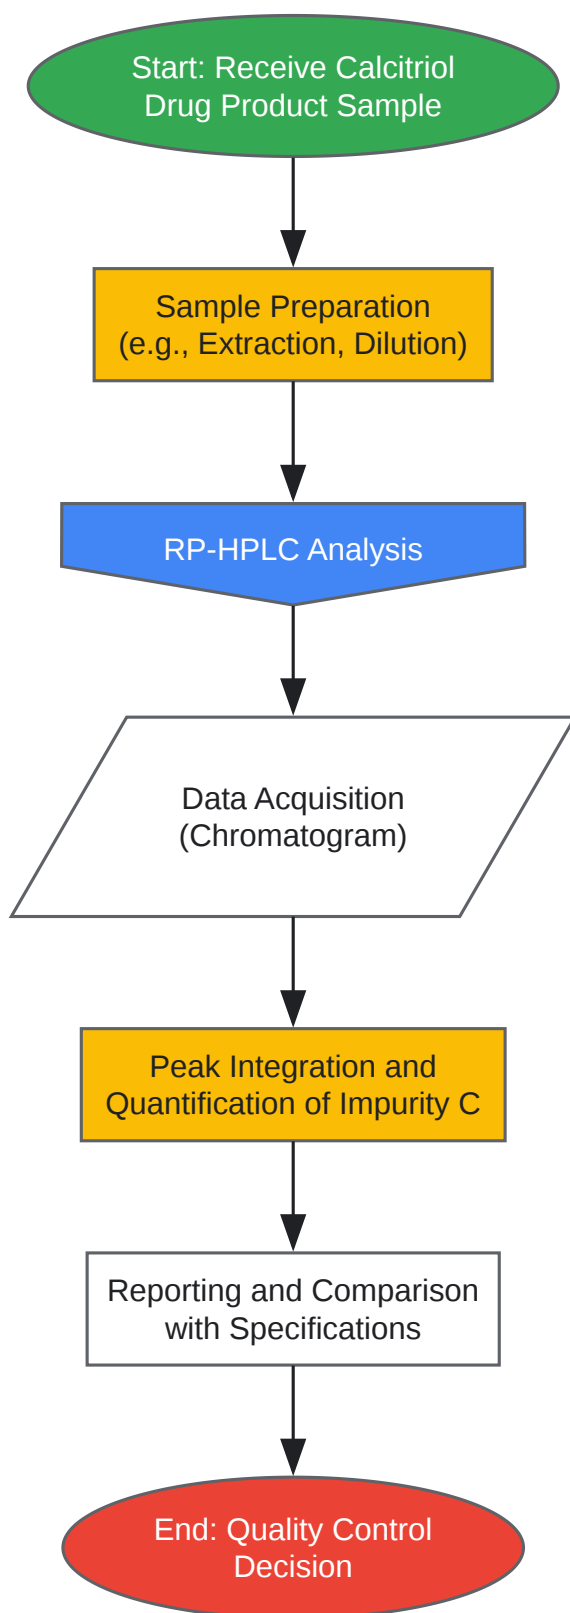 Start: Receive Calcitriol
Drug Product Sample
Sample Preparation
(e.g., Extraction, Dilution)
RP-HPLC Analysis
Data Acquisition
(Chromatogram)
Peak Integration and
Quantification of Impurity C
Reporting and Comparison
with Specifications
End: Quality Control
Decision